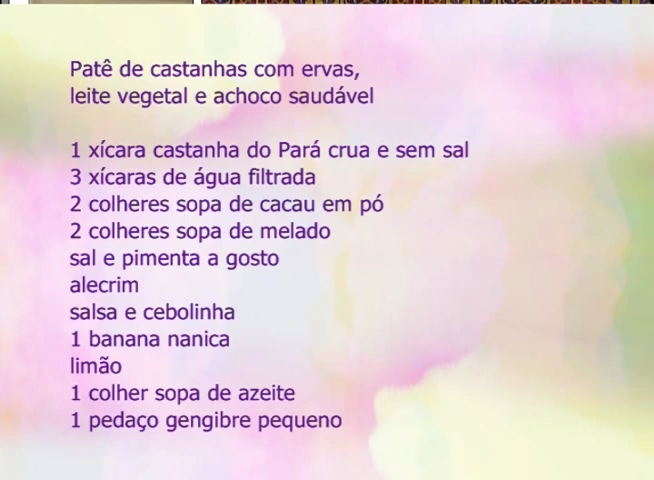 Patê de castanhas com ervas,
leite vegetal e achoco saudável
1 xícara castanha do Pará crua e sem sal
3 xícaras de água filtrada
2 colheres sopa de cacau em pó
2 colheres sopa de melado
sal e pimenta a gosto
alecrim
salsa e cebolinha
1 banana nanica
limão
1 colher sopa de azeite
1 pedaço gengibre pequeno